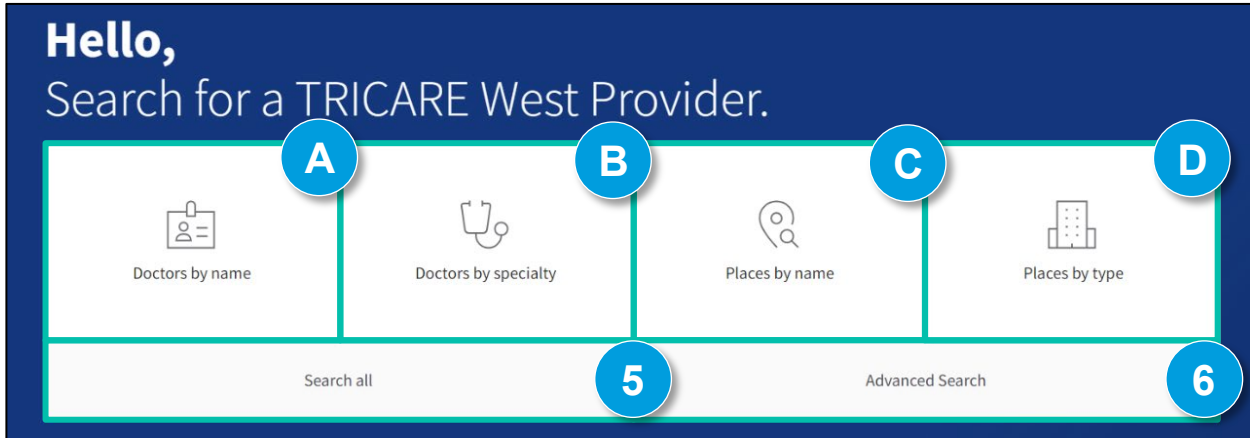 Hello,
Search for a TRICARE West Provider.
A B C D
Doctors by name Doctors by specialty Places by name Places by type
Search all 5 Advanced Search 6